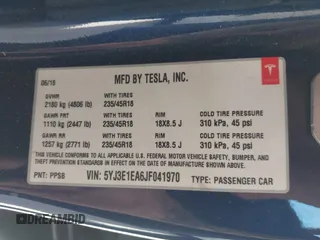 06/18
MFD BY TESLA, INC.
TESLA
GVWR WITH TIRES
2180 kg (4806 lb) 235/45R18
GAWR FRT WITH TIRES RIM COLD TIRE PRESSURE
1110 kg (2447 lb) 235/45R18 18X8.5 J 310 kPa, 45 psi
GAWR RR WITH TIRES RIM COLD TIRE PRESSURE
1257 kg (2771 lb) 235/45R18 18X8.5 J 310 kPa, 45 psi
THIS VEHICLE CONFORMS TO ALL APPLICABLE FEDERAL MOTOR VEHICLE SAFETY, BUMPER, AND
THEFT PREVENTION STANDARDS IN EFFECT ON THE DATE OF MANUFACTURE SHOWN ABOVE.
PNT: PPSB VIN: 5YJ3E1EA6JF041970 TYPE: PASSENGER CAR
© IDRAMID.com